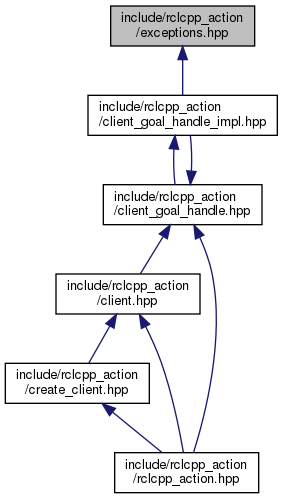 include/rclcpp_action
/exceptions.hpp
include/rclcpp_action
/client_goal_handle_impl.hpp
include/rclcpp_action
/client_goal_handle.hpp
include/rclcpp_action
/client.hpp
include/rclcpp_action
/create_client.hpp
include/rclcpp_action
/rclcpp_action.hpp